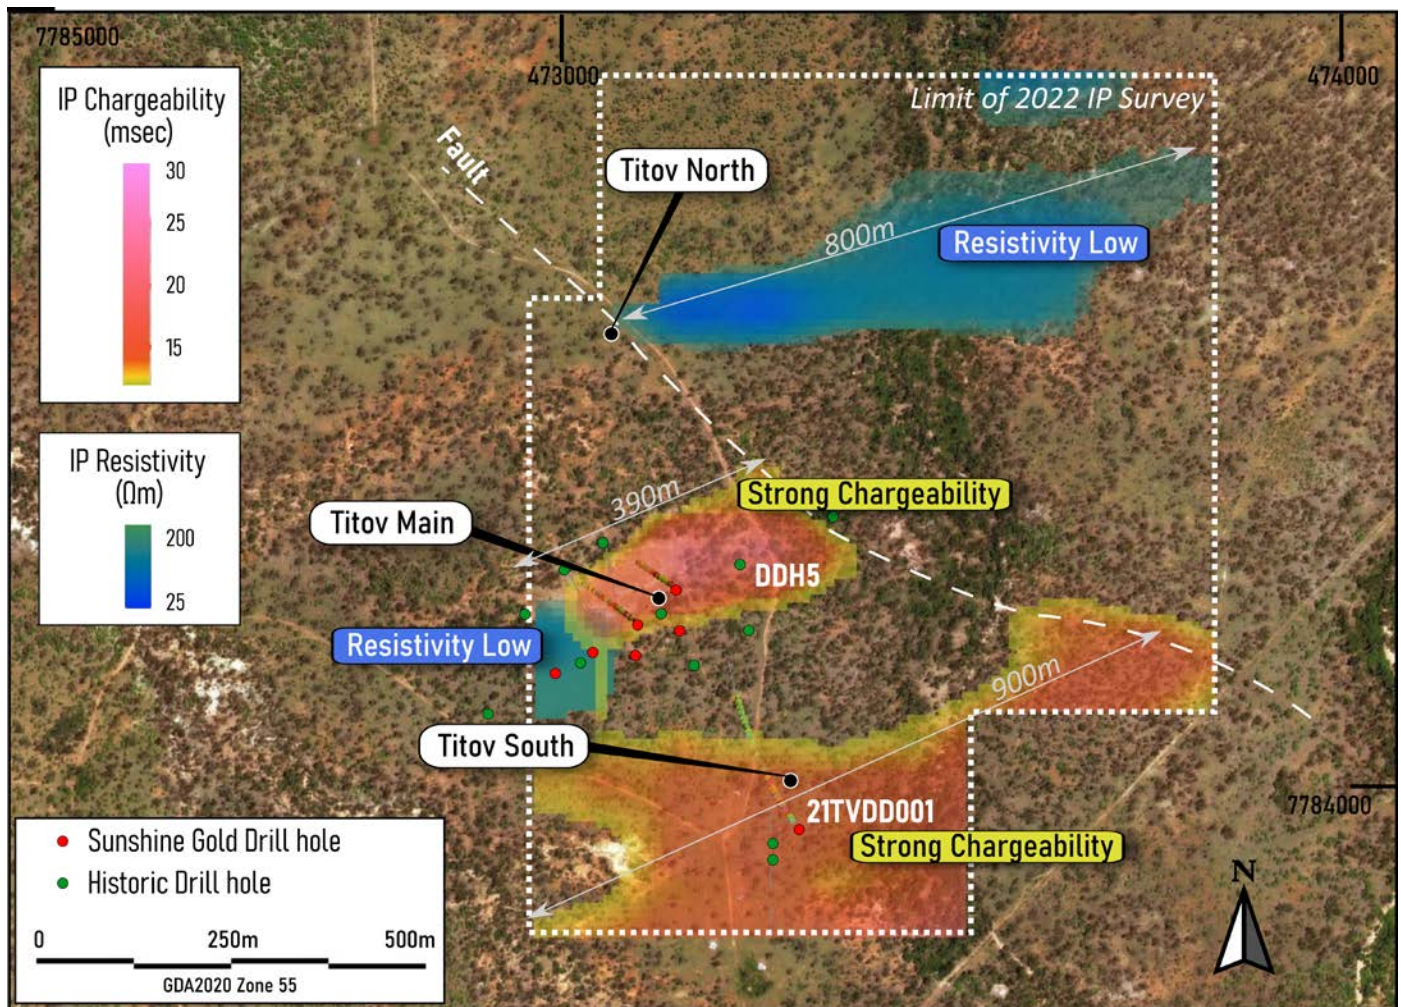 7785000
473000
474000
IP Chargeability
(msec)
30
25
20
15
IP Resistivity
(Ωm)
200
25
Limit of 2022 IP Survey
Fault
Titov North
800m
Resistivity Low
390m
Strong Chargeability
Titov Main
DDH5
Resistivity Low
900m
Titov South
21TVDD001
Strong Chargeability
7784000
Sunshine Gold Drill hole
Historic Drill hole
0 250m 500m
GDA2020 Zone 55
N